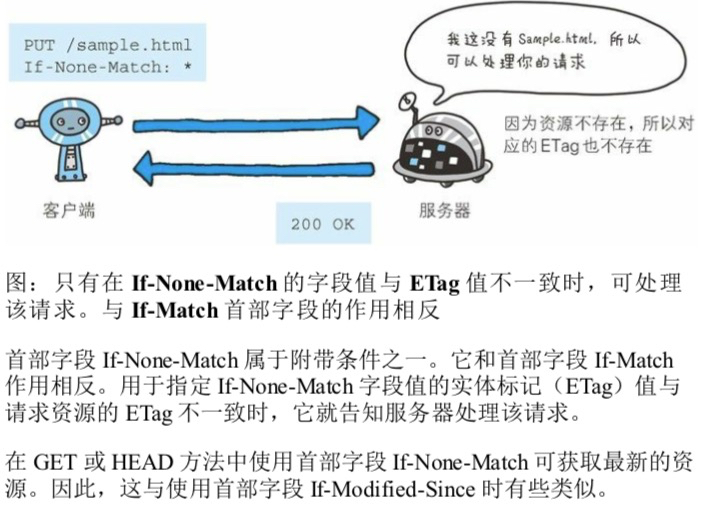 PUT /sample.html
If-None-Match: *
我这没有Sample.html, 所以
可以处理你的请求
因为资源不存在，所以对
应的ETag也不存在
客户端
服务器
200 OK
图：只有在 If-None-Match 的字段值与 ETag 值不一致时，可处理
该请求。与 If-Match 首部字段的作用相反
首部字段 If-None-Match 属于附带条件之一。它和首部字段 If-Match
作用相反。用于指定 If-None-Match 字段值的实体标记（ETag）值与
请求资源的 ETag 不一致时，它就告知服务器处理该请求。
在 GET 或 HEAD 方法中使用首部字段 If-None-Match 可获取最新的资
源。因此，这与使用首部字段 If-Modified-Since 时有些类似。